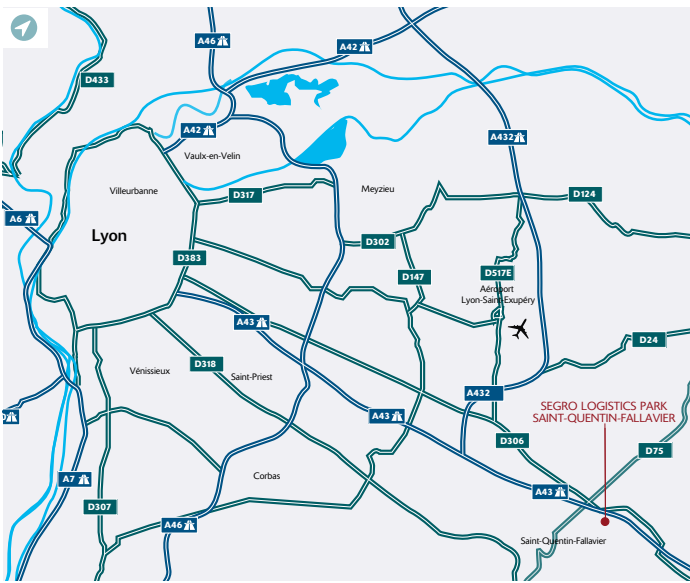 A46
A42
D433
A42
A432
Vaulx-en-Velin
Villeurbanne
Meyzieu
D317
D124
A6
Lyon
D302
D383
D147
D517E
Aéroport
Lyon-Saint-Exupéry
A43
D24
D318
Vénissieux
Saint-Priest
A432
SEGRO LOGISTICS PARK
SAINT-QUENTIN-FALLAVIER
A43
D306
D75
Corbas
A7
A43
D307
A46
Saint-Quentin-Fallavier